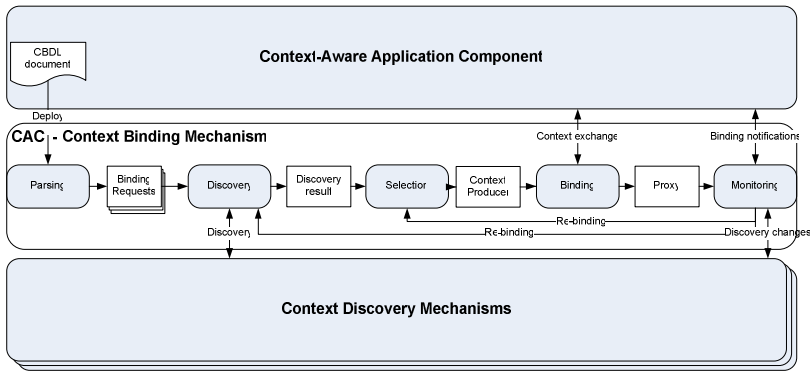 Context-Aware Application Component
CBDL
document
Deploy
CAC - Context Binding Mechanism
Context exchange
Binding notifications
Parsing
Binding
Requests
Discovery
Discovery
result
Selection
Context
Producer
Binding
Proxy
Monitoring
Re-binding
Discovery
Re-binding
Discovery changes
Context Discovery Mechanisms